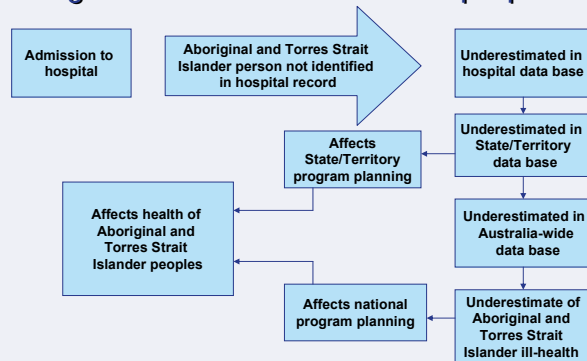 Admission to
hospital
Aboriginal and Torres Strait
Islander person not identified
in hospital record
Underestimated in
hospital data base
Underestimated in
State/Territory
data base
Affects
State/Territory
program planning
Affects health of
Aboriginal and
Torres Strait
Islander peoples
Underestimated in
Australia-wide
data base
Affects national
program planning
Underestimate of
Aboriginal and
Torres Strait
Islander ill-health